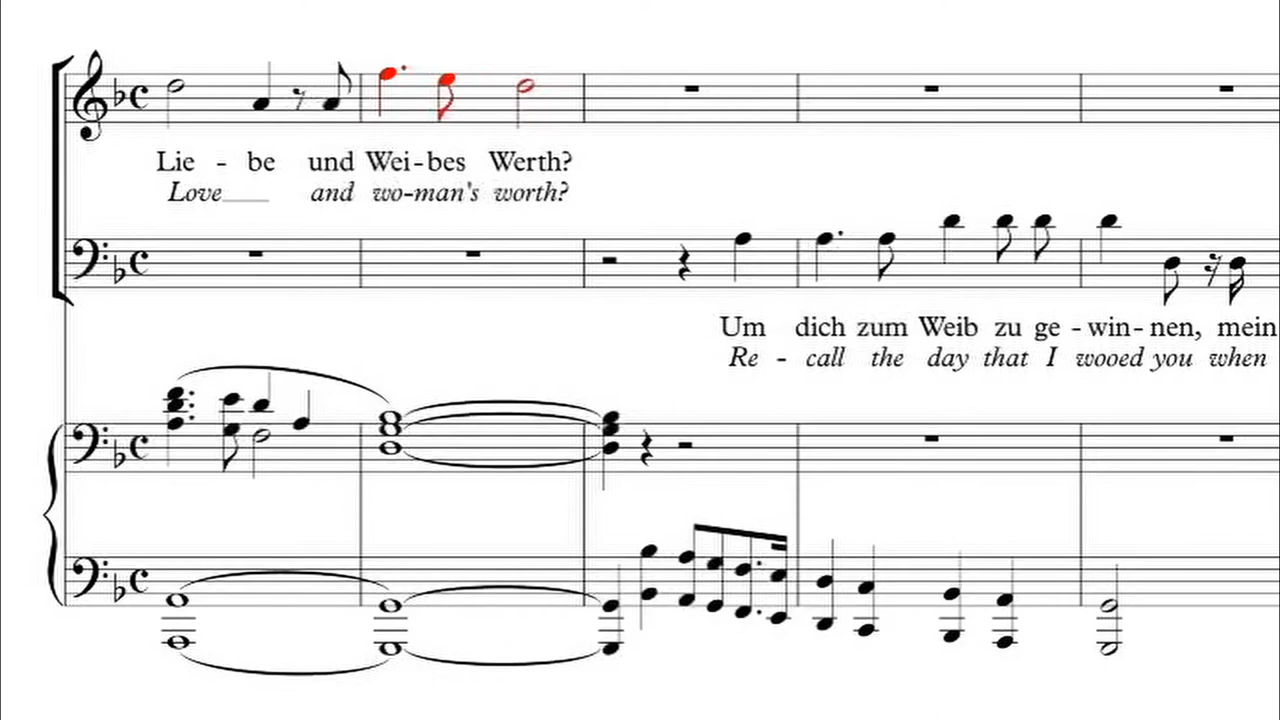 Lie - be und Wei-bes Werth?
Love and wo-man's worth?
Um dich zum Weib zu ge - win- nen, mein
Re - call the day that I wooed you when